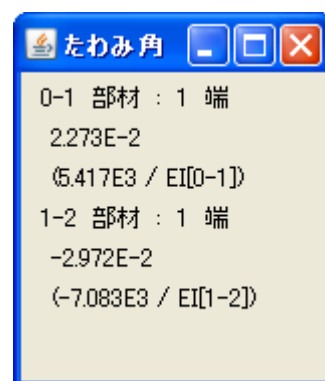 たわみ角
0-1 部材 : 1 端
2.273E-2
(5.417E3 / EI[0-1])
1-2 部材 : 1 端
-2.972E-2
(-7.083E3 / EI[1-2])